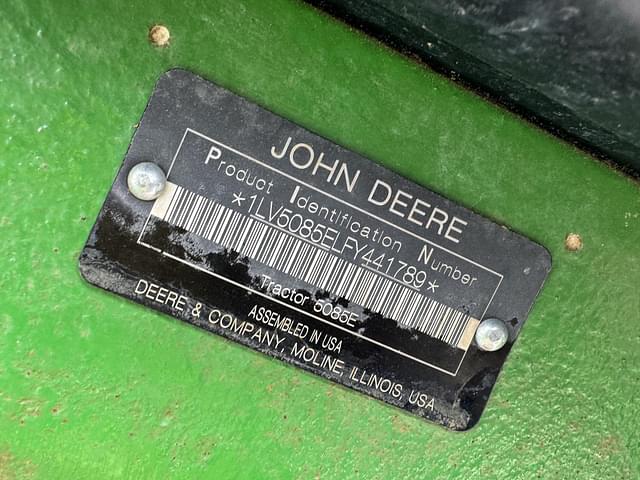 JOHN DEERE
Product Identification Number
*1LV5085ELFY441789*
Tractor 5085E
ASSEMBLED IN USA
DEERE & COMPANY, MOLINE, ILLINOIS, USA